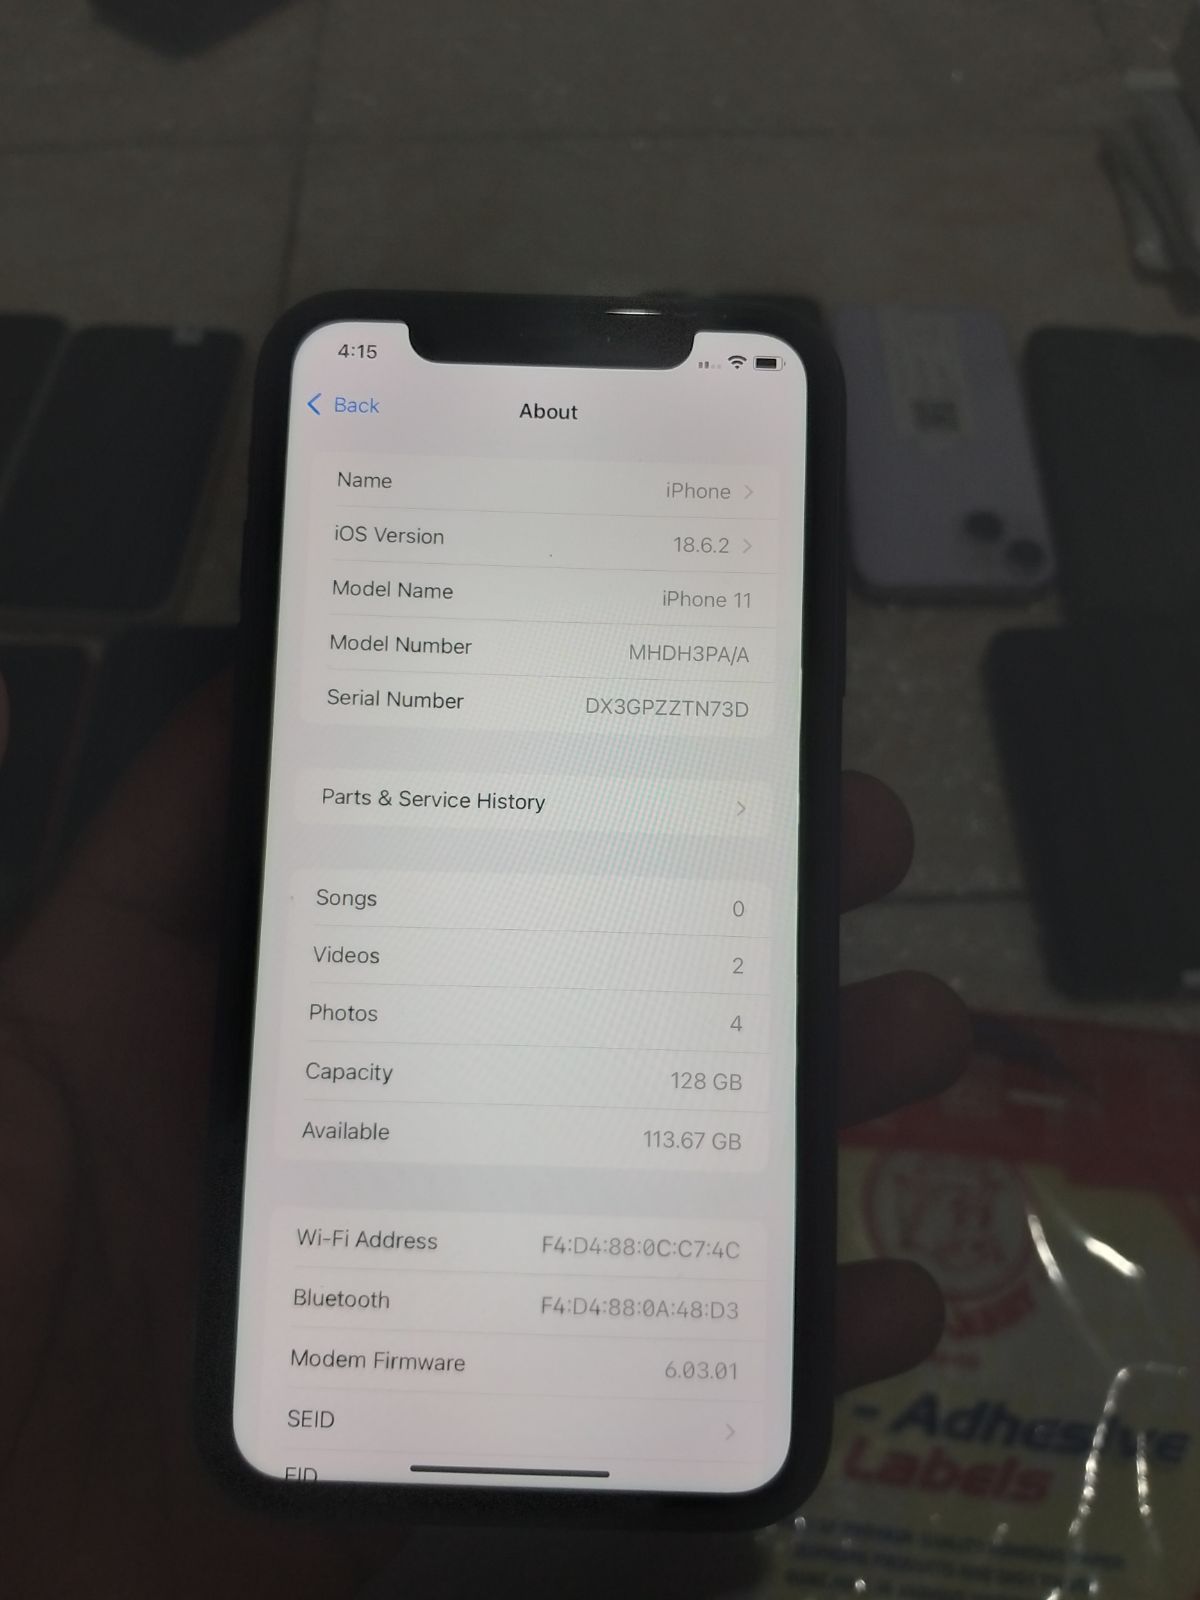 4:15
Back
About
Name iPhone
iOS Version 18.6.2
Model Name iPhone 11
Model Number MHDH3PA/A
Serial Number DX3GPZZTN73D
Parts & Service History
Songs 0
Videos 2
Photos 4
Capacity 128 GB
Available 113.67 GB
Wi-Fi Address F4:D4:88:0C:C7:4C
Bluetooth F4:D4:88:0A:48:D3
Modem Firmware 6.03.01
SEID
EID
- Adhesive
Labels